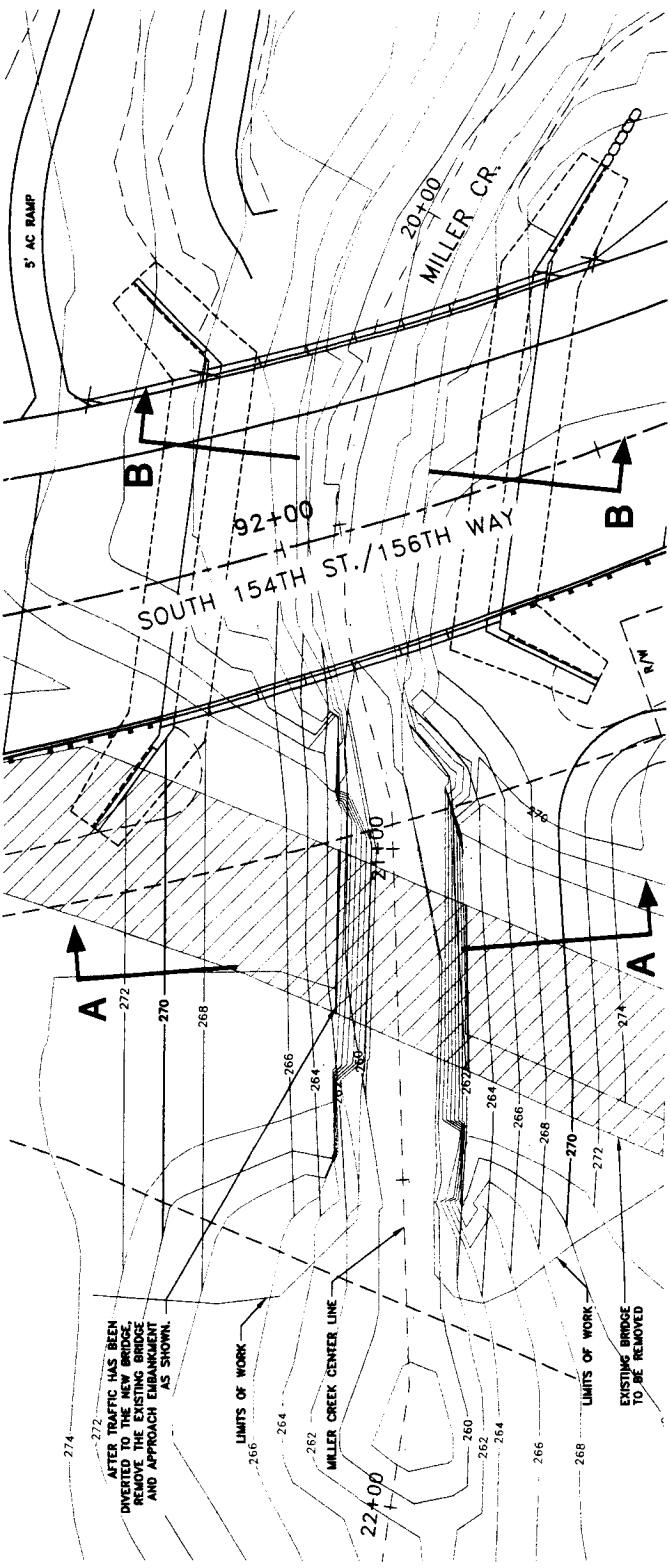 5' AC RAMP
20+00
MILLER CR.
B
B
92+00
SOUTH 154TH ST./156TH WAY
R/W
276
21+00
A
A
272
270
268
266
264
262
260
262
264
266
268
270
272
274
AFTER TRAFFIC HAS BEEN
DIVERTED TO THE NEW BRIDGE,
REMOVE THE EXISTING BRIDGE
AND APPROACH EMBANKMENT
AS SHOWN.
LIMITS OF WORK
MILLER CREEK CENTER LINE
LIMITS OF WORK
EXISTING BRIDGE
TO BE REMOVED
274
272
266
264
262
260
262
264
266
268
22+00